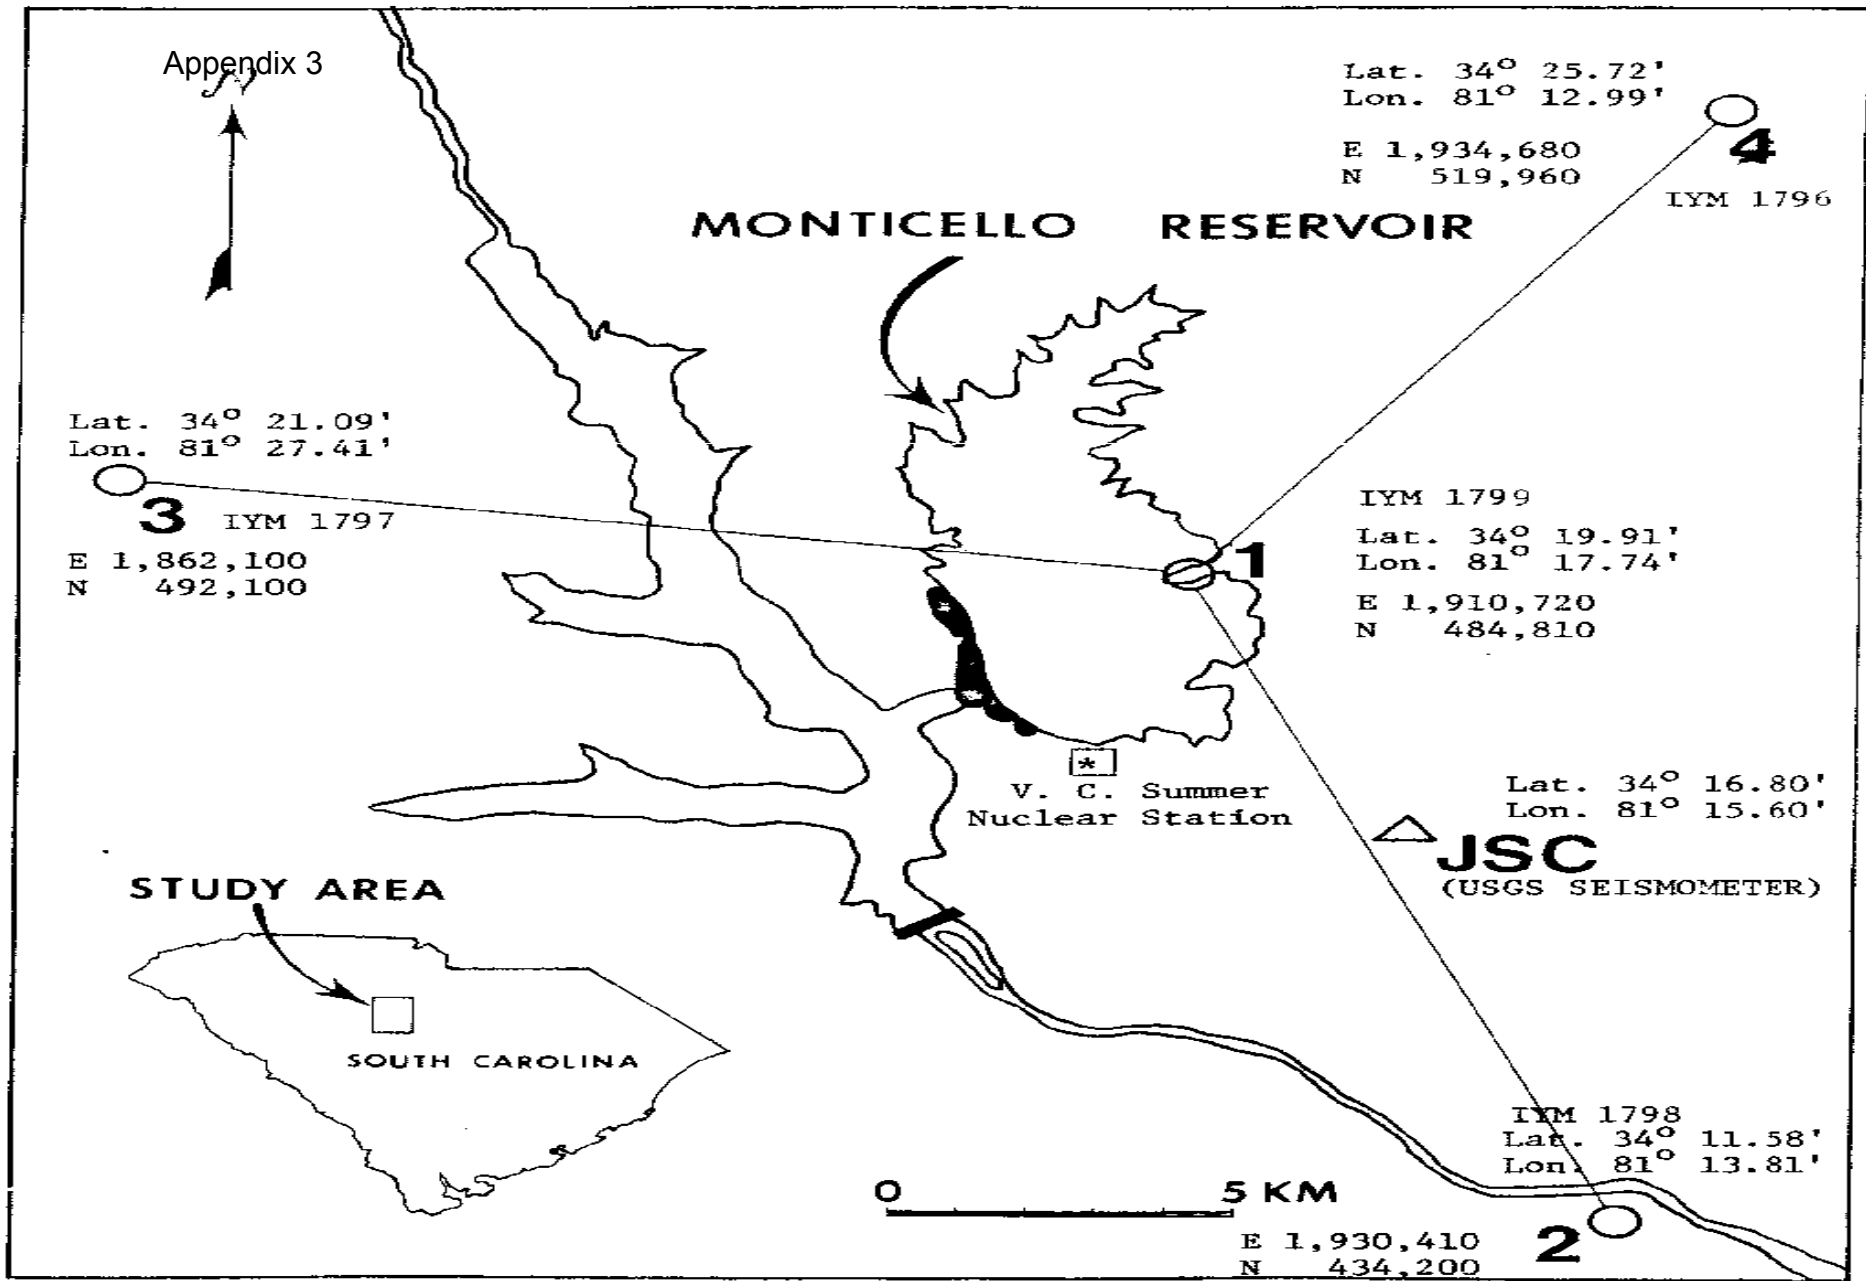 Appendix 3
N
Lat. 34° 25.72'
Lon. 81° 12.99'
E 1,934,680
N 519,960
4
IYM 1796
MONTICELLO RESERVOIR
Lat. 34° 21.09'
Lon. 81° 27.41'
3 IYM 1797
E 1,862,100
N 492,100
IYM 1799
1
Lat. 34° 19.91'
Lon. 81° 17.74'
E 1,910,720
N 484,810
*
V. C. Summer
Nuclear Station
Lat. 34° 16.80'
Lon. 81° 15.60'
JSC
(USGS SEISMOMETER)
STUDY AREA
SOUTH CAROLINA
IYM 1798
Lat. 34° 11.58'
Lon. 81° 13.81'
0 5 KM
2
E 1,930,410
N 434,200